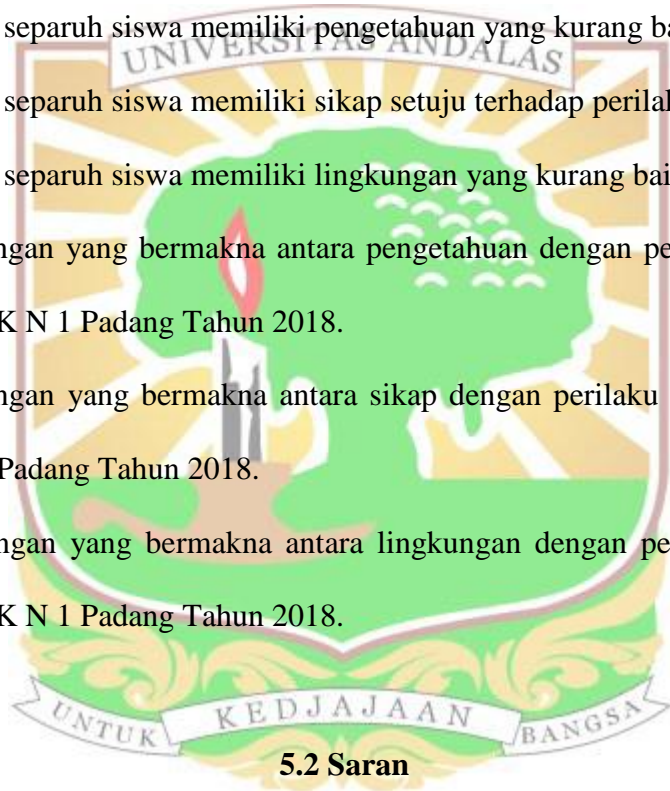 separuh siswa memiliki pengetahuan yang kurang ba
UNIVERSITAS ANDALAS
separuh siswa memiliki sikap setuju terhadap perilal
separuh siswa memiliki lingkungan yang kurang bai
ngan yang bermakna antara pengetahuan dengan pe
K N 1 Padang Tahun 2018.
ngan yang bermakna antara sikap dengan perilaku
Padang Tahun 2018.
ngan yang bermakna antara lingkungan dengan pe
K N 1 Padang Tahun 2018.
UNTUK KEDJAJAAN BANGSA
5.2 Saran